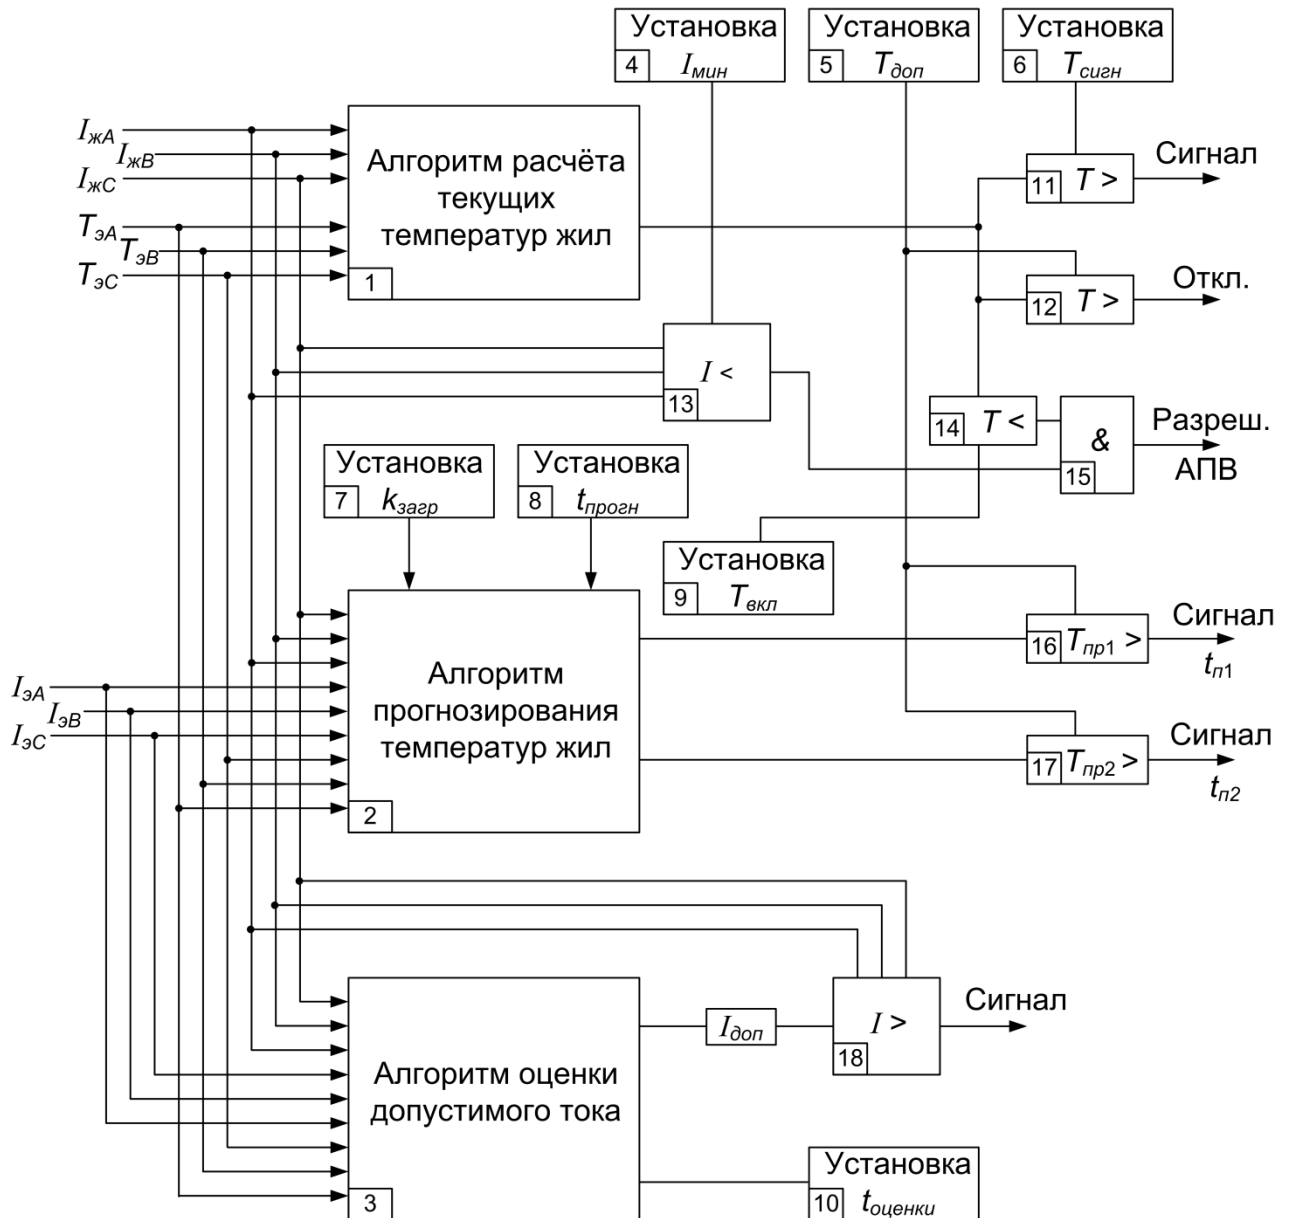 Установка
4 Iмин
Установка
5 Tдоп
Установка
6 Tсигн
IжA
IжB
IжC
TэA
TэB
TэC
Алгоритм расчёта
текущих
температур жил
1
11 T >
Сигнал
12 T >
Откл.
I <
13
14 T <
&
15
Разреш.
АПВ
Установка
7 kзагр
Установка
8 tпрогн
Установка
9 Tвкл
IэA
IэB
IэC
Алгоритм
прогнозирования
температур жил
2
16 Tпр1 >
Сигнал
tп1
17 Tпр2 >
Сигнал
tп2
Алгоритм оценки
допустимого тока
3
Iдоп
I >
18
Сигнал
Установка
10 tоценки